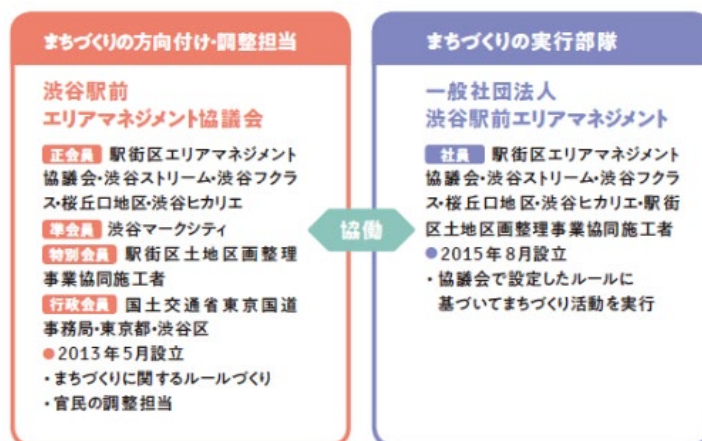 まちづくりの方向付け・調整担当
渋谷駅前
エリアマネジメント協議会
正会員 駅街区エリアマネジメント
協議会・渋谷ストリーム・渋谷フクラ
ス・桜丘口地区・渋谷ヒカリエ
準会員 渋谷マークシティ
特別会員 駅街区土地区画整理
事業協同施工者
行政会員 国土交通省東京国道
事務局・東京都・渋谷区
●2013年5月設立
・まちづくりに関するルールづくり
・官民の調整担当
協働
まちづくりの実行部隊
一般社団法人
渋谷駅前エリアマネジメント
社員 駅街区エリアマネジメント
協議会・渋谷ストリーム・渋谷フクラ
ス・桜丘口地区・渋谷ヒカリエ・駅街
区土地区画整理事業協同施工者
●2015年8月設立
・協議会で設定したルールに
基づいてまちづくり活動を実行